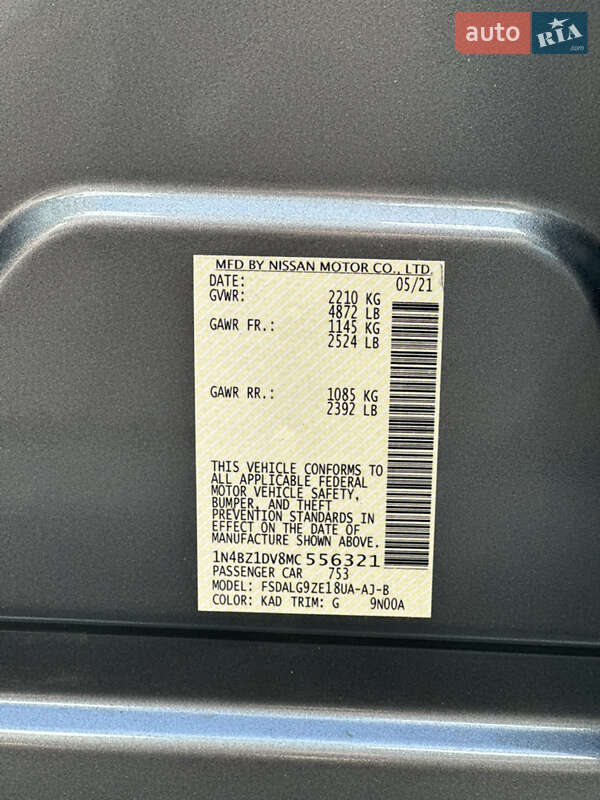 auto RIA.com
MFD BY NISSAN MOTOR CO., LTD.
DATE: 05/21
GVWR: 2210 KG
4872 LB
GAWR FR.: 1145 KG
2524 LB
GAWR RR.: 1085 KG
2392 LB
THIS VEHICLE CONFORMS TO
ALL APPLICABLE FEDERAL
MOTOR VEHICLE SAFETY,
BUMPER, AND THEFT
PREVENTION STANDARDS IN
EFFECT ON THE DATE OF
MANUFACTURE SHOWN ABOVE.
1N4BZ1DV8MC 556321
PASSENGER CAR 753
MODEL: FSDALG9ZE18UA-AJ-B
COLOR: KAD TRIM: G 9N00A